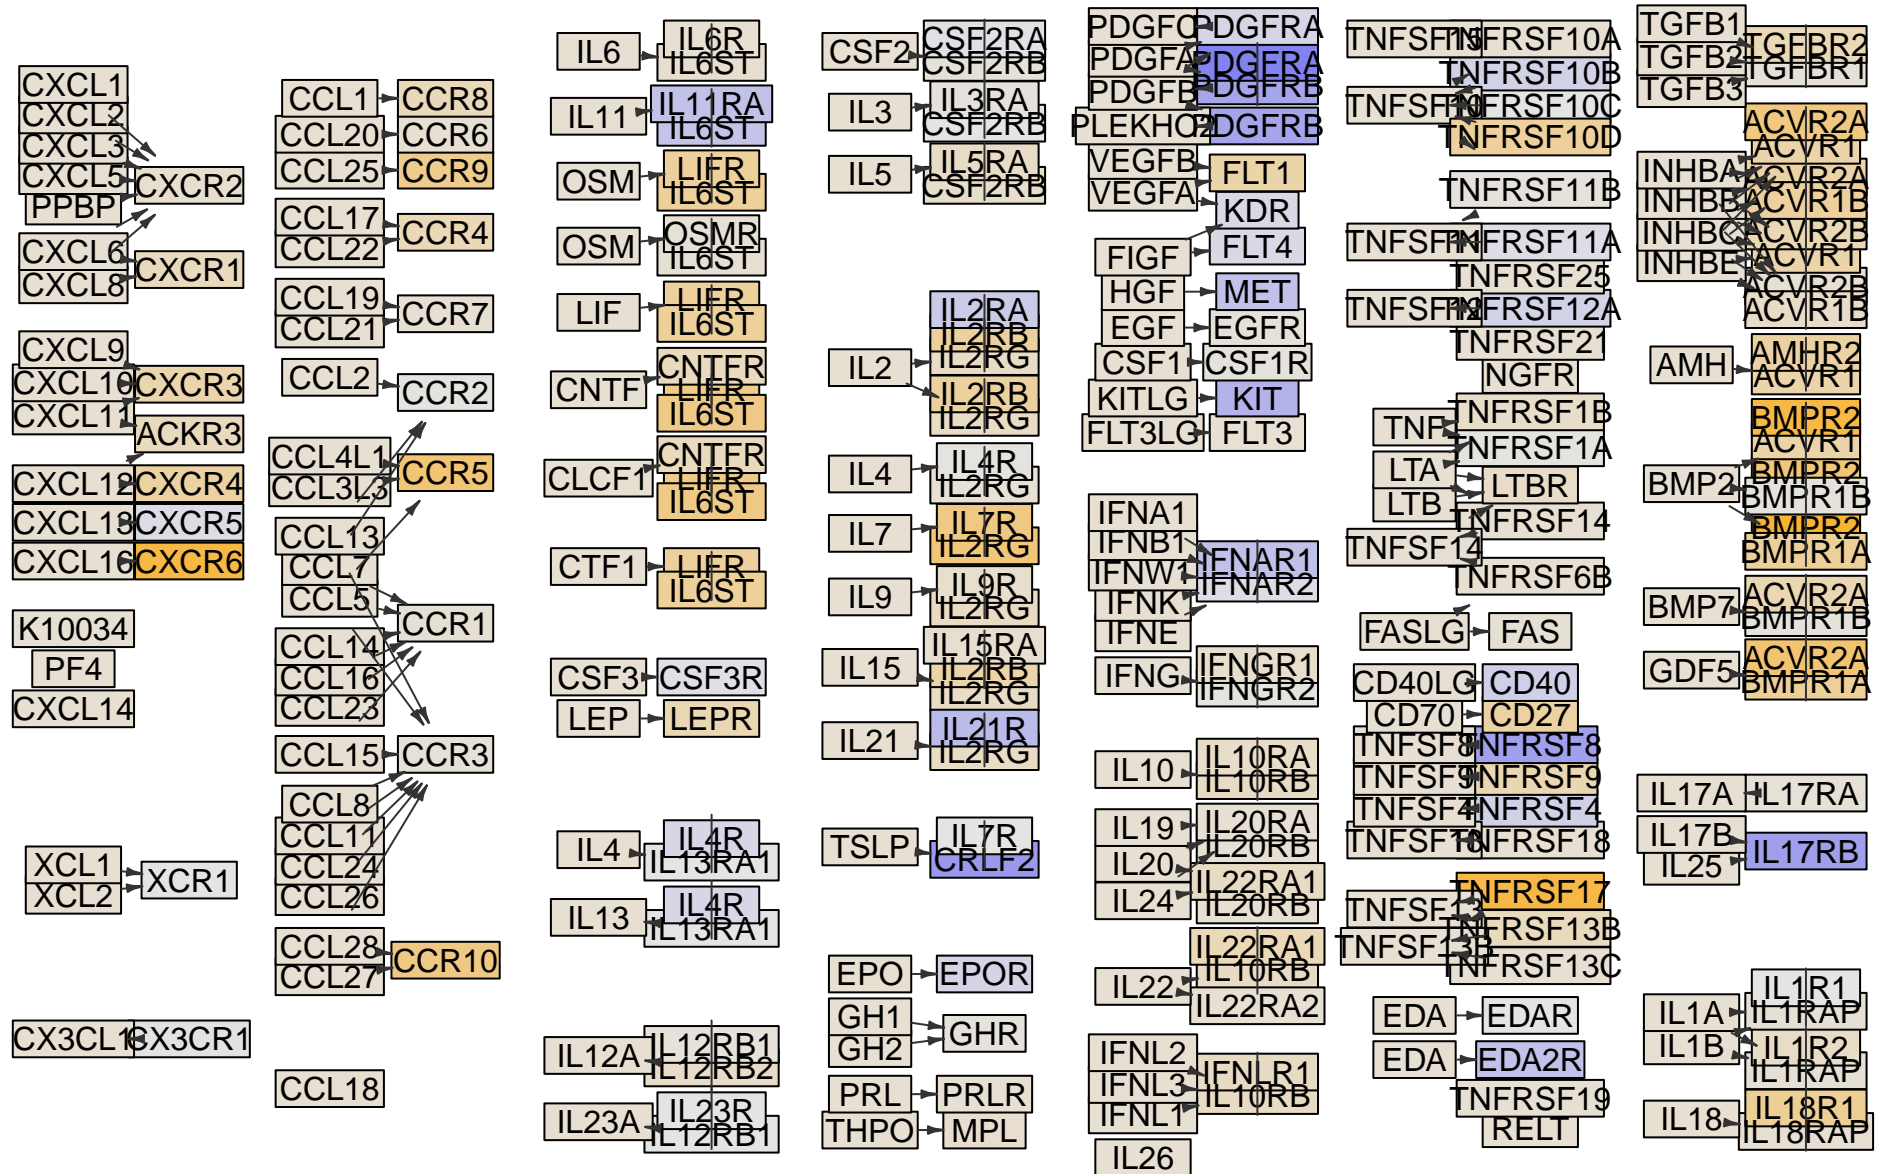 CXCL1
CXCL2
CXCL3
CXCL5
PPBP
CXCR2
CXCL6
CXCL8
CXCR1
CXCL9
CXCL10
CXCL11
CXCR3
ACKR3
CXCL12
CXCR4
CXCL13
CXCR5
CXCL16
CXCR6
K10034
PF4
CXCL14
XCL1
XCL2
XCR1
CX3CL1
CX3CR1
CCL1
CCR8
CCL20
CCR6
CCL25
CCR9
CCL17
CCL22
CCR4
CCL19
CCL21
CCR7
CCL2
CCR2
CCL4L1
CCL3L3
CCR5
CCL13
CCL7
CCL5
CCR1
CCL14
CCL16
CCL23
CCL15
CCR3
CCL8
CCL11
CCL24
CCL26
CCL28
CCL27
CCR10
CCL18
IL6
IL6R
IL6ST
IL11
IL11RA
IL6ST
OSM
LIFR
IL6ST
OSM
OSMR
IL6ST
LIF
LIFR
IL6ST
CNTF
CNTFR
LIFR
IL6ST
CLCF1
CNTFR
LIFR
IL6ST
CTF1
LIFR
IL6ST
CSF3
CSF3R
LEP
LEPR
IL4
IL4R
IL13RA1
IL13
IL4R
IL13RA1
IL12A
IL12RB1
IL12RB2
IL23A
IL23R
IL12RB1
CSF2
CSF2RA
CSF2RB
IL3
IL3RA
CSF2RB
IL5
IL5RA
CSF2RB
IL2
IL2RA
IL2RB
IL2RG
IL2RB
IL2RG
IL4
IL4R
IL2RG
IL7
IL7R
IL2RG
IL9
IL9R
IL2RG
IL15
IL15RA
IL2RB
IL2RG
IL21
IL21R
IL2RG
TSLP
IL7R
CRLF2
EPO
EPOR
GH1
GH2
GHR
PRL
PRLR
THPO
MPL
PDGFC
PDGFRA
PDGFA
PDGFRA
PDGFB
PDGFRB
PLEKHO2
PDGFRB
VEGFB
VEGFA
FLT1
KDR
FIGF
FLT4
HGF
MET
EGF
EGFR
CSF1
CSF1R
KITLG
KIT
FLT3LG
FLT3
IFNA1
IFNB1
IFNW1
IFNK
IFNE
IFNAR1
IFNAR2
IFNG
IFNGR1
IFNGR2
IL10
IL10RA
IL10RB
IL19
IL20
IL24
IL20RA
IL20RB
IL22RA1
IL20RB
IL22
IL22RA1
IL10RB
IL22RA2
IFNL2
IFNL3
IFNL1
IFNLR1
IL10RB
IL26
TNFRSF10A
TNFRSF10B
TNFRSF10C
TNFRSF10D
TNFRSF11B
TNFSF11
TNFRSF11A
TNFRSF25
TNFSF12
TNFRSF12A
TNFRSF21
NGFR
TNF
TNFRSF1B
TNFRSF1A
LTA
LTB
LTBR
TNFRSF14
TNFSF14
TNFRSF6B
FASLG
FAS
CD40LG
CD40
CD70
CD27
TNFSF8
TNFRSF8
TNFSF9
TNFRSF9
TNFSF4
TNFRSF4
TNFSF18
TNFRSF18
TNFRSF17
TNFSF13
TNFRSF13B
TNFSF13B
TNFRSF13C
EDA
EDAR
EDA
EDA2R
TNFRSF19
RELT
TGFB1
TGFB2
TGFB3
TGFBR2
TGFBR1
ACVR2A
ACVR1
INHBA
INHBB
INHBC
INHBE
ACVR2A
ACVR1B
ACVR2B
ACVR1
ACVR2B
ACVR1B
AMH
AMHR2
ACVR1
BMPR2
ACVR1
BMP2
BMPR2
BMPR1B
BMPR2
BMPR1A
BMP7
ACVR2A
BMPR1B
GDF5
ACVR2A
BMPR1A
IL17A
IL17RA
IL17B
IL25
IL17RB
IL1A
IL1B
IL1R1
IL1RAP
IL1R2
IL1RAP
IL18
IL18R1
IL18RAP